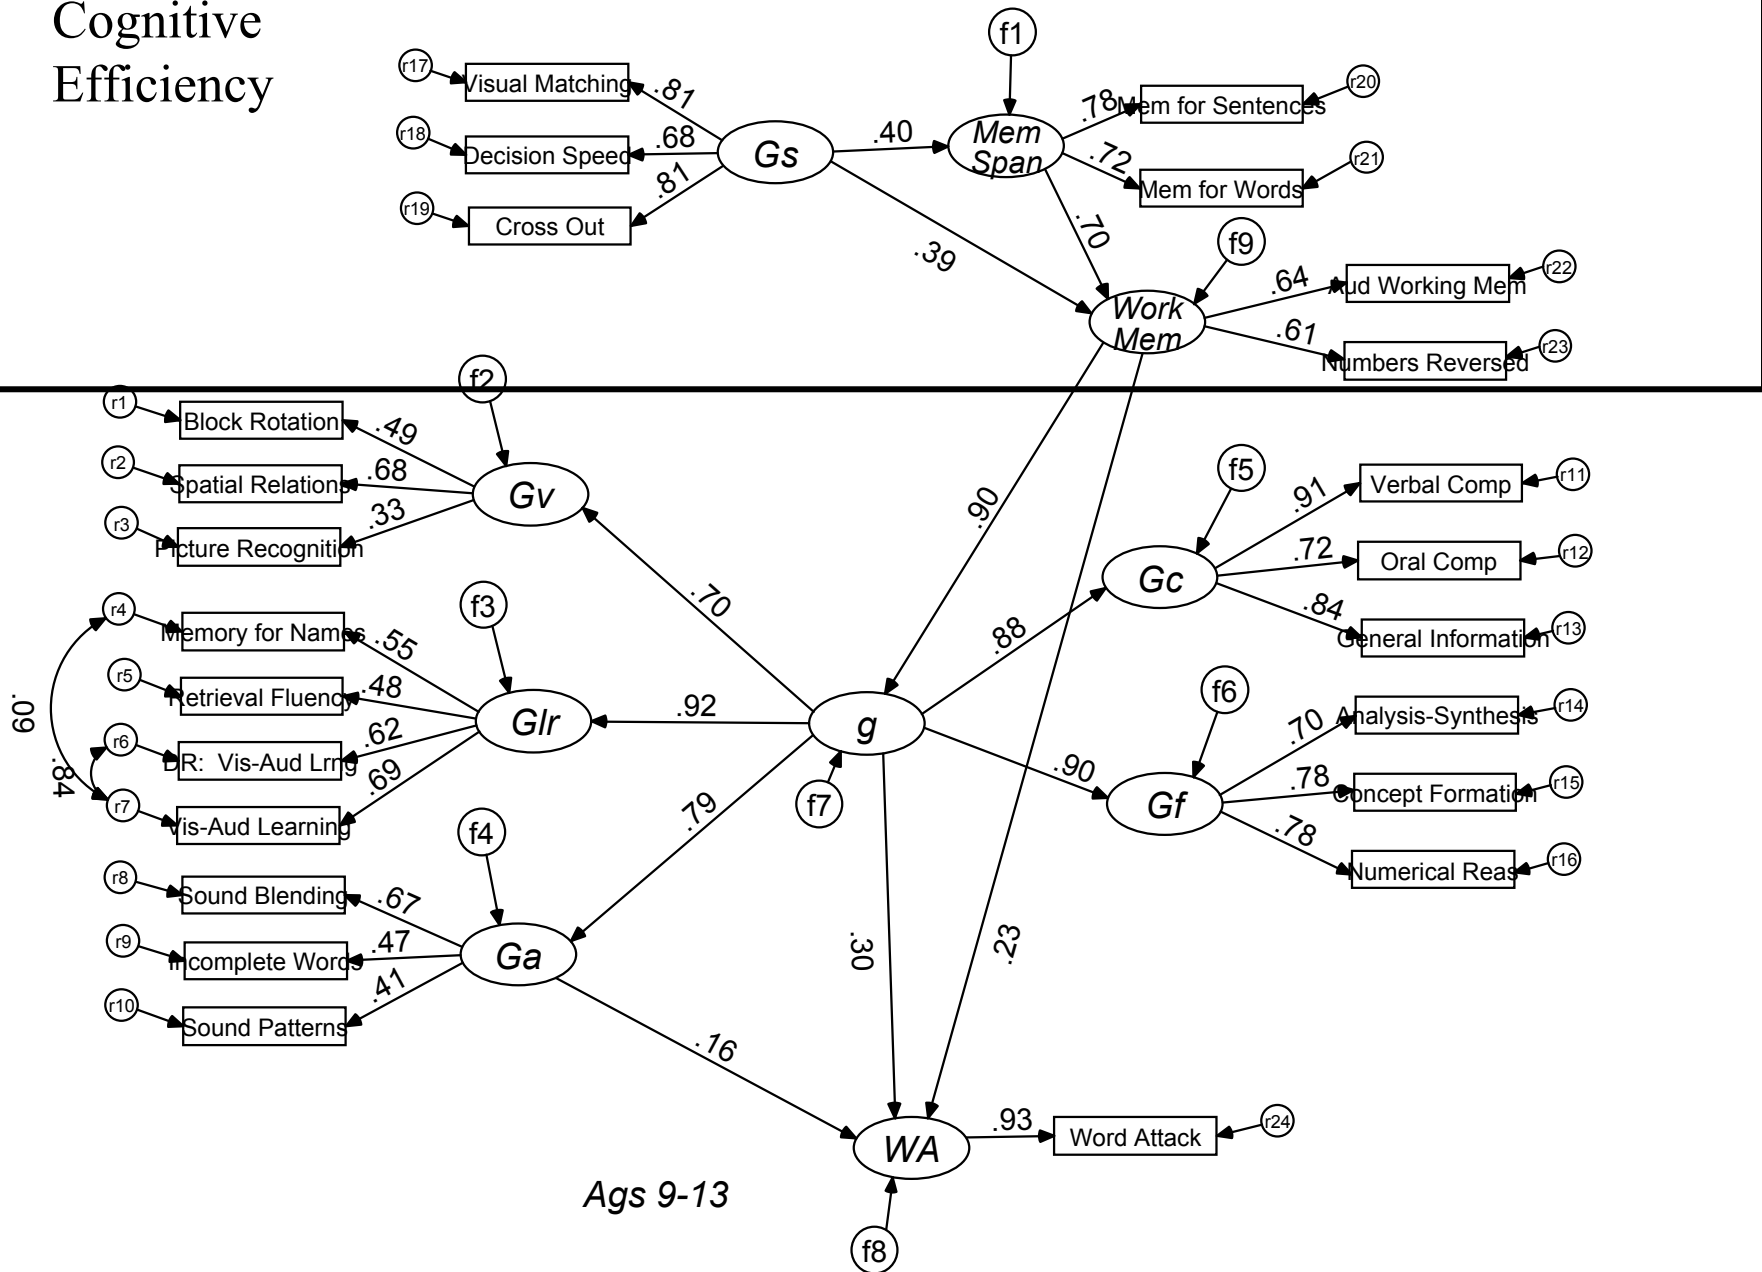 Cognitive
Efficiency
f1
r17
Visual Matching
.81
.78
Mem for Sentences
r20
r18
Decision Speed
.68
Gs
.40
Mem
Span
.72
Mem for Words
r21
r19
Cross Out
.81
.70
.39
f9
Work
Mem
.64
Aud Working Mem
r22
.61
Numbers Reversed
r23
f2
r1
Block Rotation
.49
r2
Spatial Relations
.68
Gv
r3
Picture Recognition
.33
.90
f5
Gc
.91
Verbal Comp
r11
.72
Oral Comp
r12
.84
General Information
r13
.70
.88
r4
Memory for Names
.55
f3
r5
Retrieval Fluency
.48
Glr
.92
g
f7
.09
r6
DR: Vis-Aud Lrng
.62
.84
r7
Vis-Aud Learning
.69
f6
.90
Gf
.70
Analysis-Synthesis
r14
.78
Concept Formation
r15
.78
Numerical Reas
r16
.79
f4
r8
Sound Blending
.67
r9
Incomplete Words
.47
Ga
r10
Sound Patterns
.41
.30
.23
.16
WA
.93
Word Attack
r24
Ags 9-13
f8